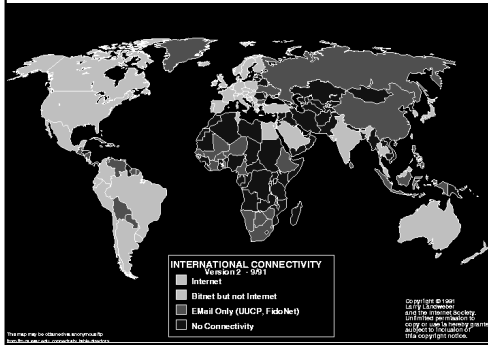 INTERNATIONAL CONNECTIVITY
Version 2 - 9/91
Internet
Bitnet but not Internet
EMail Only (UUCP, FidoNet)
No Connectivity
Copyright © 1991
Larry Landweber
and the Internet Society.
Unlimited permission to
copy or use is hereby grante
subject to inclusion of
this copyright notice.
This map may be obtained via anonymous ftp